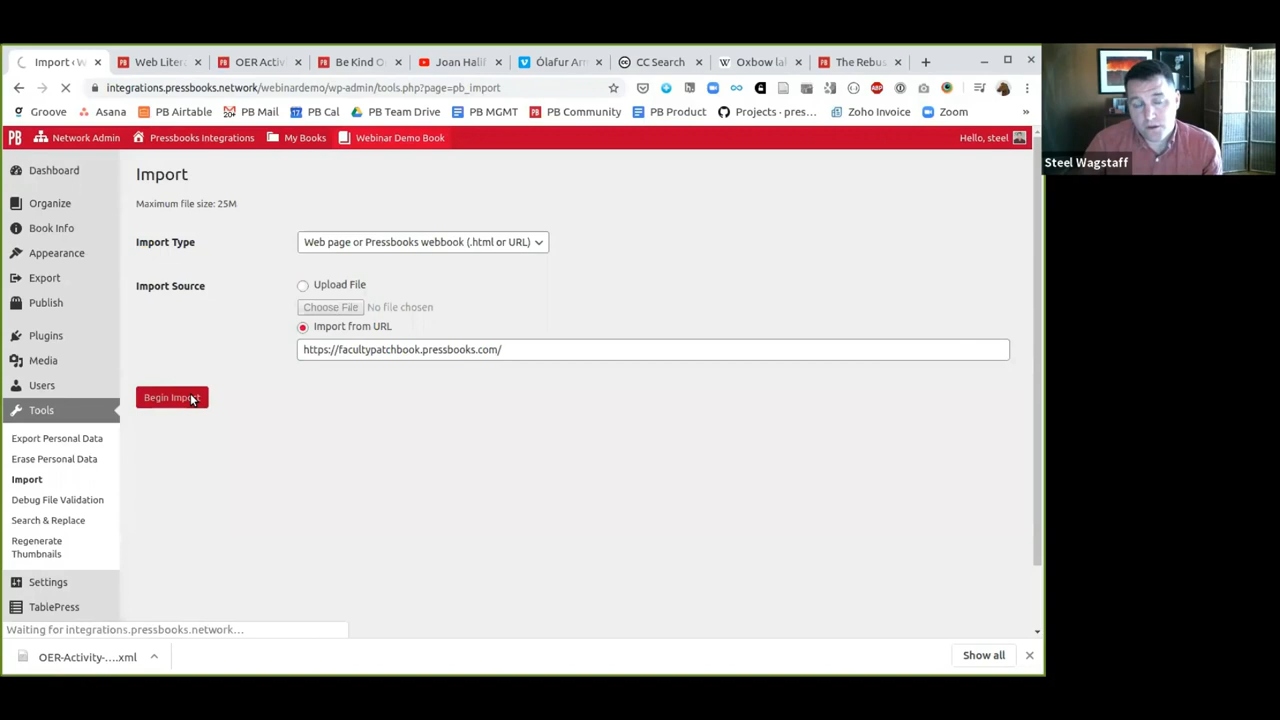 Import ‹ W
Web Liter
OER Activ
Be Kind O
Joan Halif
Ólafur Arn
CC Search
Oxbow lak
The Rebus
integrations.pressbooks.network/webinardemo/wp-admin/tools.php?page=pb_import
Groove
Asana
PB Airtable
PB Mail
PB Cal
PB Team Drive
PB MGMT
PB Community
PB Product
Projects · pres…
Zoho Invoice
Zoom
»
PB
Network Admin
Pressbooks Integrations
My Books
Webinar Demo Book
Hello, steel
Steel Wagstaff
Dashboard
Organize
Book Info
Appearance
Export
Publish
Plugins
Media
Users
Tools
Export Personal Data
Erase Personal Data
Import
Debug File Validation
Search & Replace
Regenerate
Thumbnails
Settings
TablePress
Import
Maximum file size: 25M
Import Type
Web page or Pressbooks webbook (.html or URL)
Import Source
Upload File
Choose File No file chosen
Import from URL
https://facultypatchbook.pressbooks.com/
Begin Import
Waiting for integrations.pressbooks.network…
OER-Activity-….xml
Show all